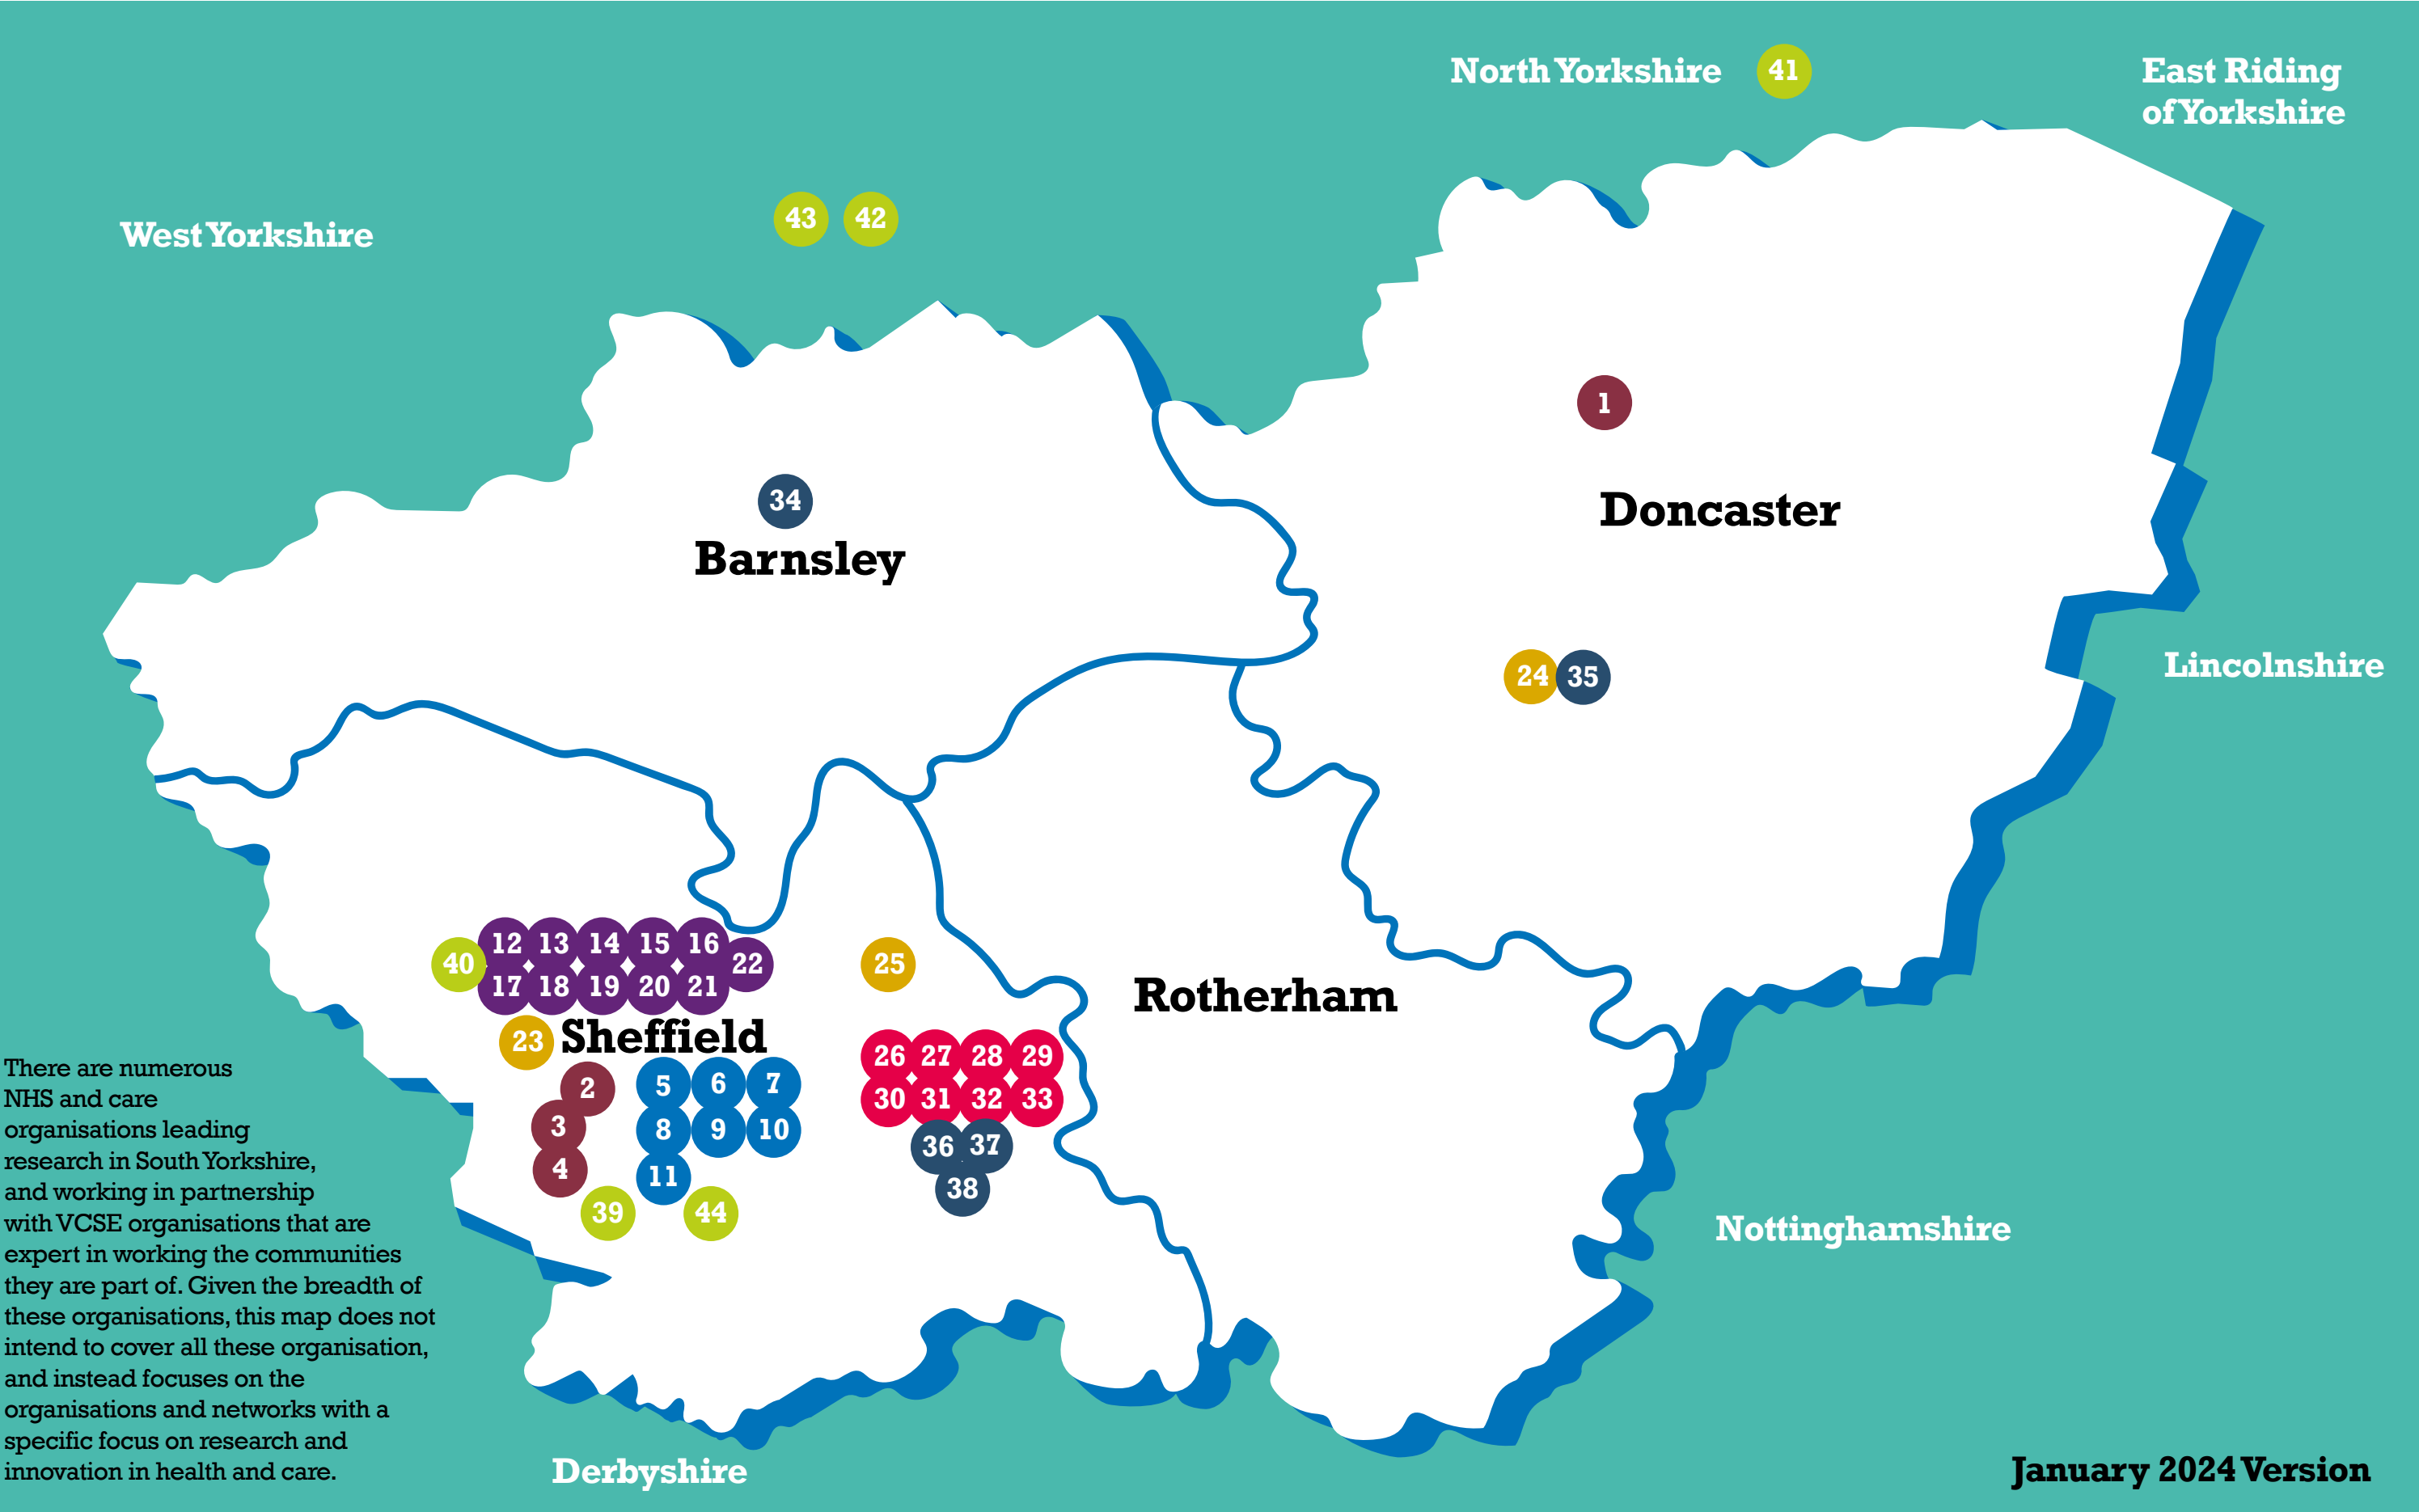 North Yorkshire 41
East Riding
of Yorkshire
West Yorkshire
43 42
1
34
Barnsley
Doncaster
24 35
Lincolnshire
12 13 14 15 16
40 22 25
17 18 19 20 21
Rotherham
23 Sheffield
26 27 28 29
2 5 6 7
30 31 32 33
3 8 9 10
36 37
4 11
38
39 44
There are numerous
NHS and care
organisations leading
research in South Yorkshire,
and working in partnership
with VCSE organisations that are
expert in working the communities
they are part of. Given the breadth of
these organisations, this map does not
intend to cover all these organisation,
and instead focuses on the
organisations and networks with a
specific focus on research and
innovation in health and care.
Nottinghamshire
Derbyshire
January 2024 Version